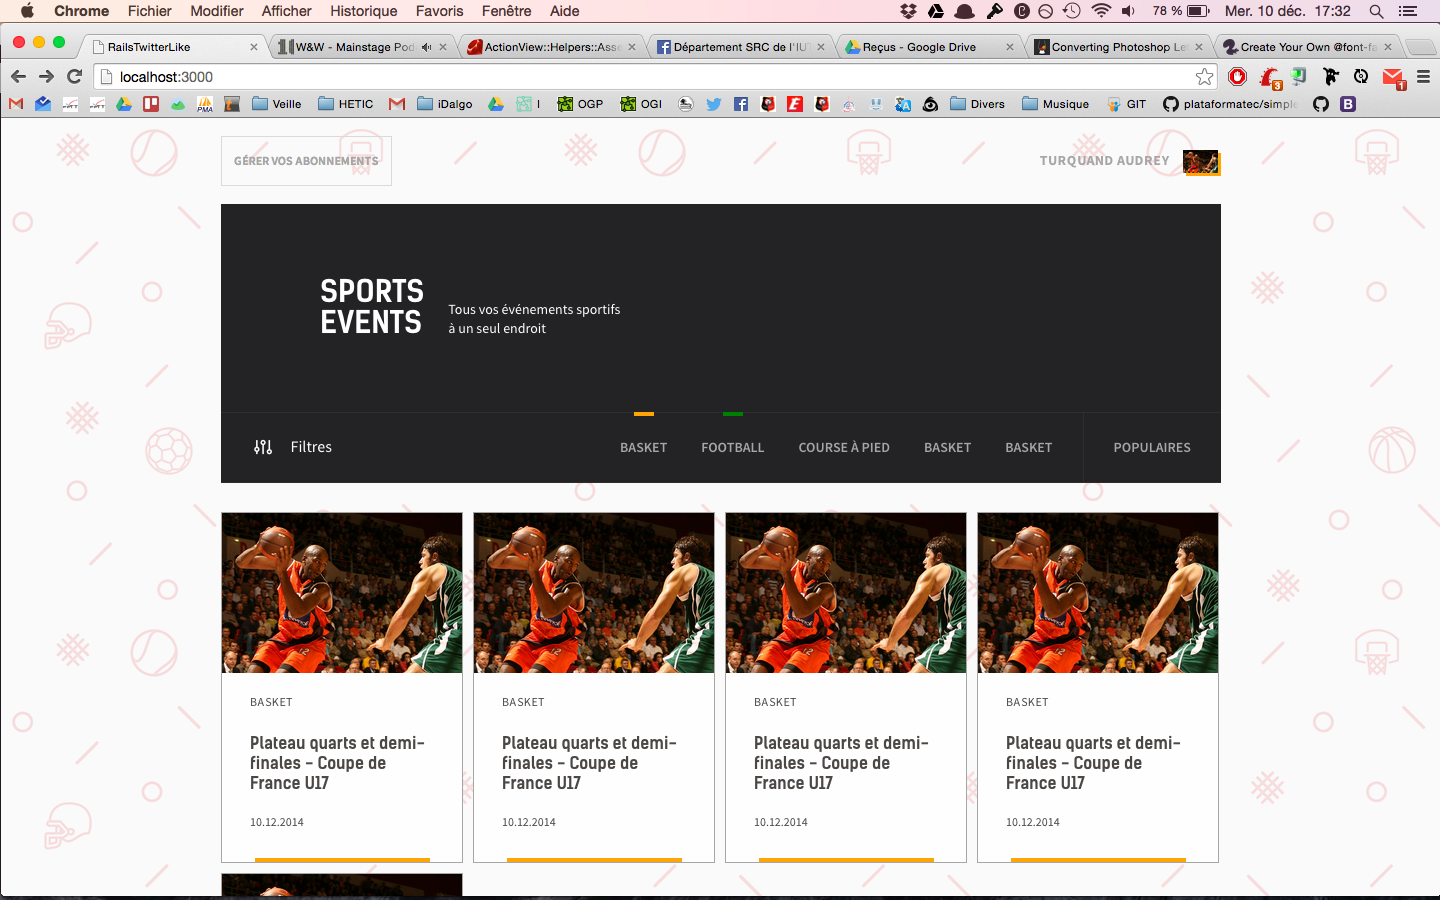 Chrome Fichier Modifier Afficher Historique Favoris Fenêtre Aide 78 % Mer. 10 déc. 17:32
RailsTwitterLike W&W - Mainstage Pod ActionView::Helpers::Asse Département SRC de l'IUT Reçus - Google Drive Converting Photoshop Let Create Your Own @font-fa
localhost:3000
3 1
PMA Veille HETIC iDalgo I OGP OGI Divers Musique GIT plataformatec/simple
GÉRER VOS ABONNEMENTS TURQUAND AUDREY
SPORTS
EVENTS
Tous vos événements sportifs
à un seul endroit
Filtres BASKET FOOTBALL COURSE À PIED BASKET BASKET POPULAIRES
BASKET BASKET BASKET BASKET
Plateau quarts et demi- Plateau quarts et demi- Plateau quarts et demi- Plateau quarts et demi-
finales - Coupe de finales - Coupe de finales - Coupe de finales - Coupe de
France U17 France U17 France U17 France U17
10.12.2014 10.12.2014 10.12.2014 10.12.2014